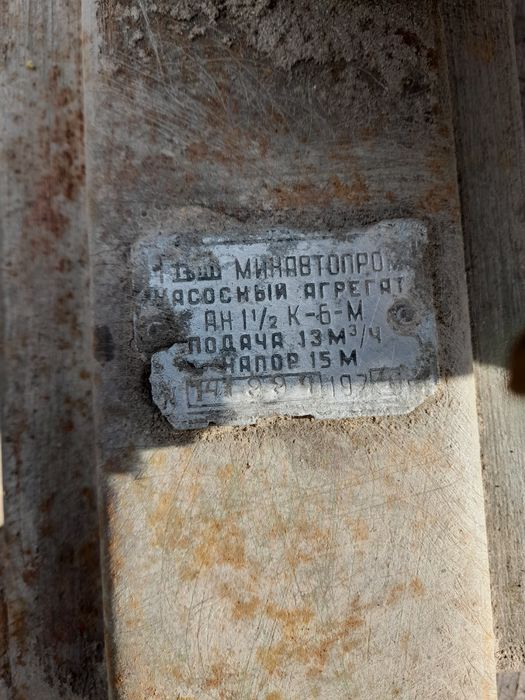 МИНАВТОПРОМ
НАСОСНЫЙ АГРЕГАТ
АН 1½ К-6-М
ПОДАЧА 13 М³/Ч
НАПОР 15 М
N